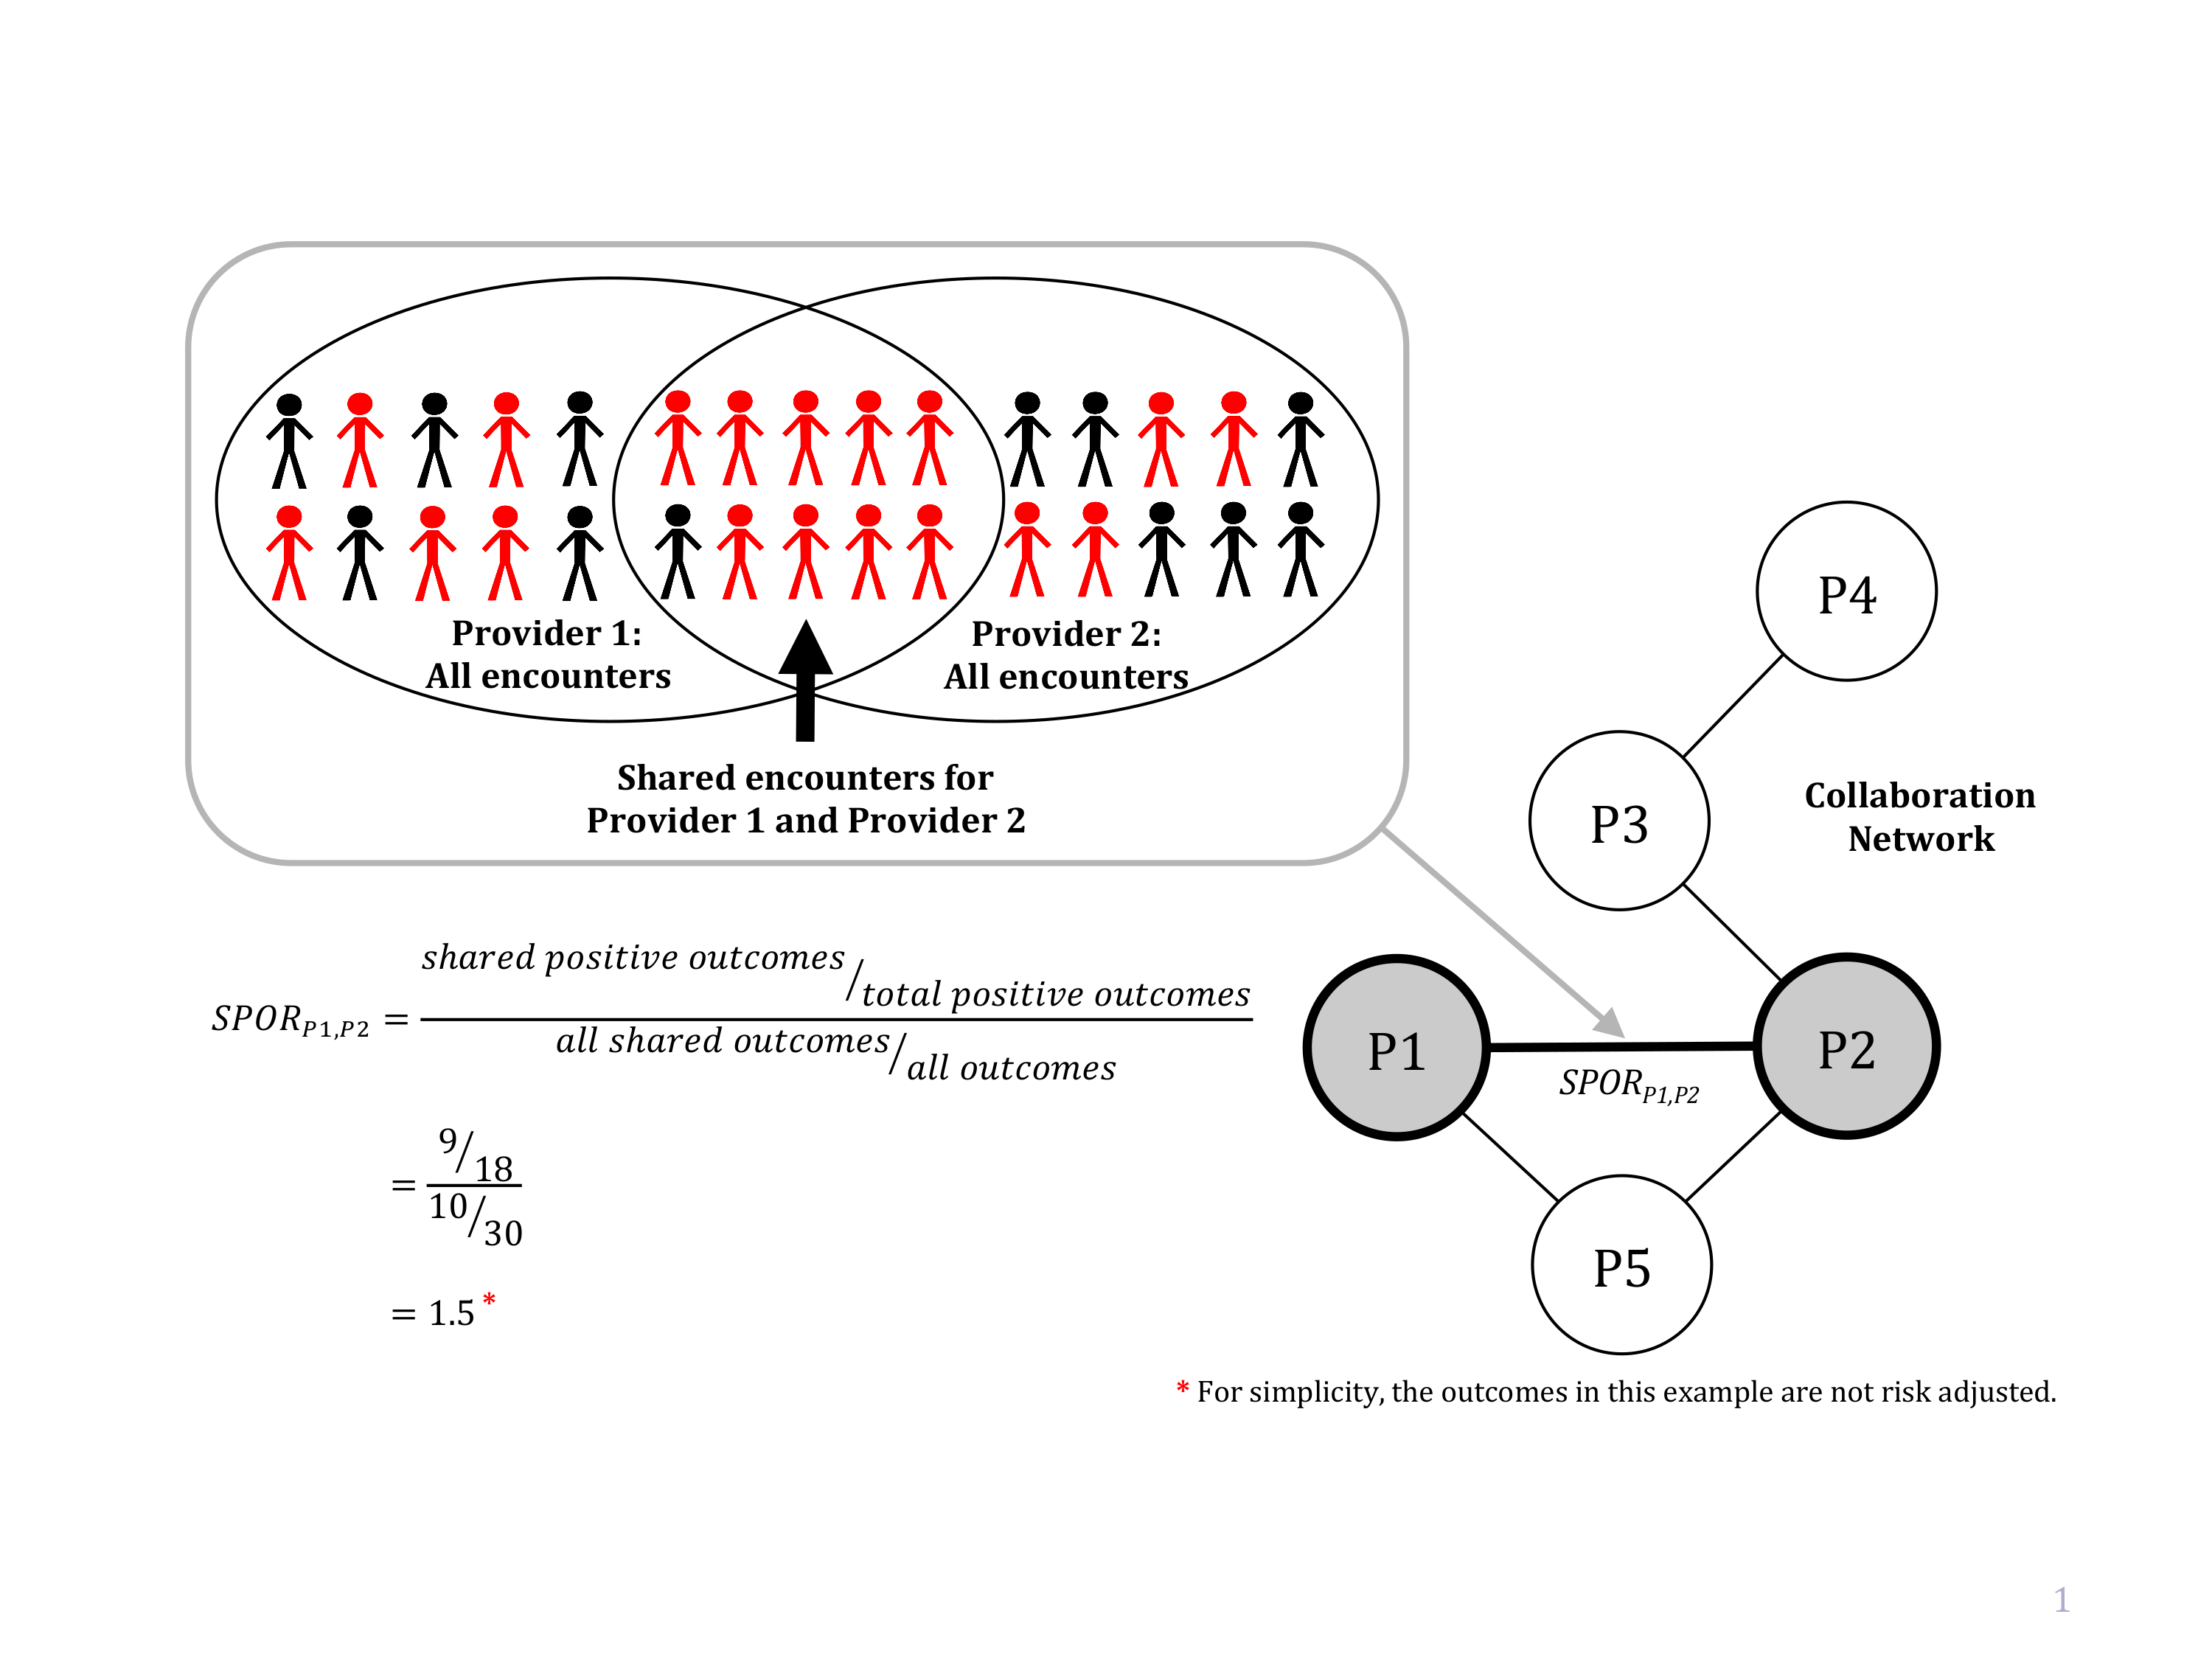 Provider 1:
All encounters
Provider 2:
All encounters
Shared encounters for
Provider 1 and Provider 2
P4
P3
Collaboration
Network
P1
P2
SPOR_{P1,P2}
P5
SPOR_{P1,P2} = \frac{shared positive outcomes / total positive outcomes}{all shared outcomes / all outcomes}
= \frac{9/18}{10/30}
= 1.5 *
* For simplicity, the outcomes in this example are not risk adjusted.
1